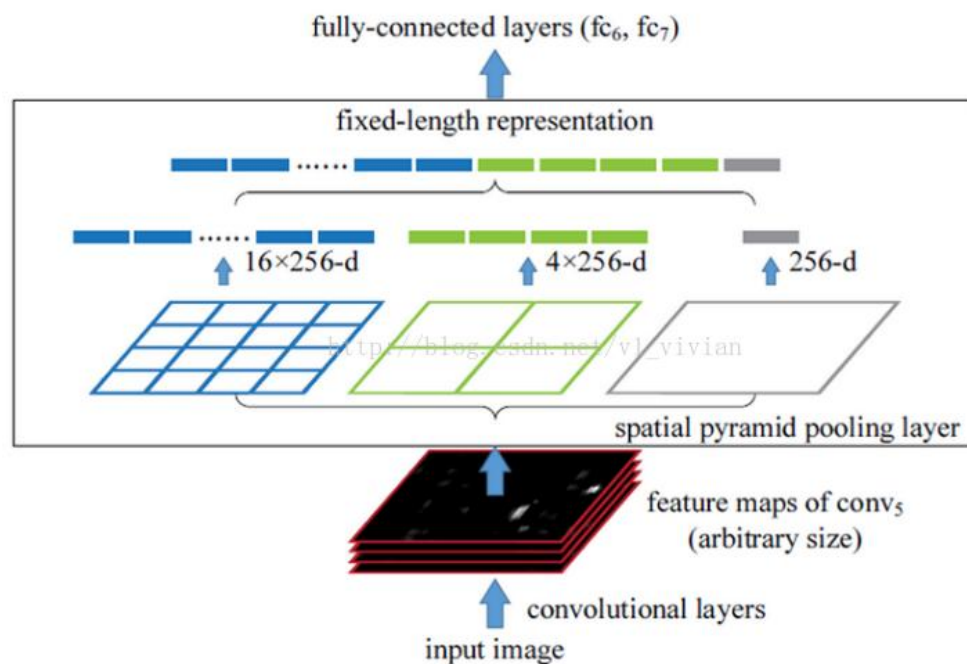 fully-connected layers (fc₆, fc₇)
fixed-length representation
......
......
16×256-d
4×256-d
256-d
http://blog.csdn.net/vl_vivian
spatial pyramid pooling layer
feature maps of conv₅
(arbitrary size)
convolutional layers
input image